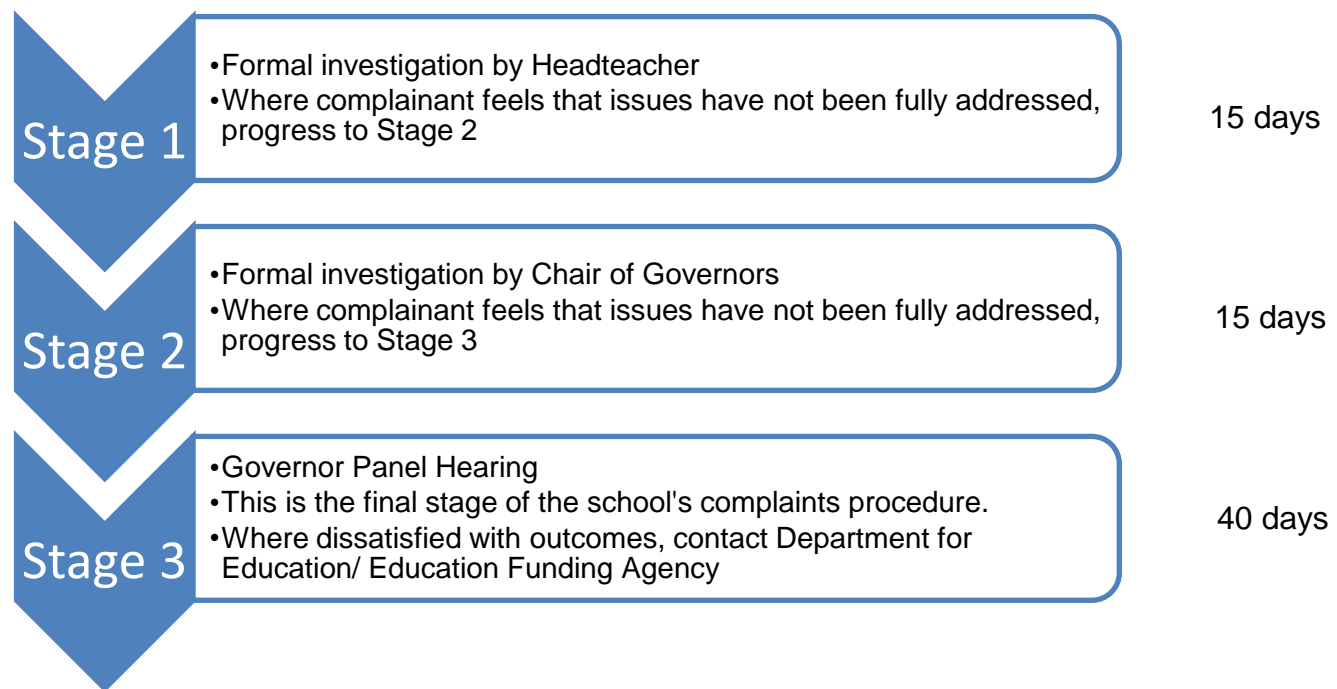 Stage 1
•Formal investigation by Headteacher
•Where complainant feels that issues have not been fully addressed,
progress to Stage 2
15 days
Stage 2
•Formal investigation by Chair of Governors
•Where complainant feels that issues have not been fully addressed,
progress to Stage 3
15 days
Stage 3
•Governor Panel Hearing
•This is the final stage of the school's complaints procedure.
•Where dissatisfied with outcomes, contact Department for
Education/ Education Funding Agency
40 days